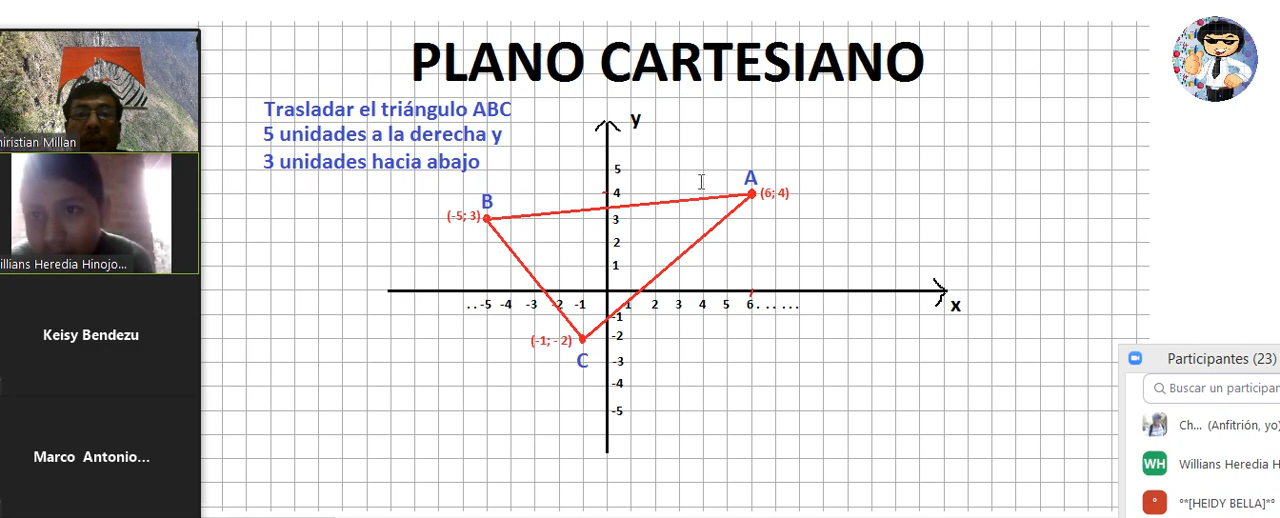 PLANO CARTESIANO
Trasladar el triángulo ABC
5 unidades a la derecha y
3 unidades hacia abajo
y
5
4
3
2
1
-1
-2
-3
-4
-5
A
(6; 4)
B
(-5; 3)
(-1; - 2)
C
. . -5 -4 -3 -2 -1 1 2 3 4 5 6 . . . . . .
x
hiristian Millan
illians Heredia Hinojo...
Keisy Bendezu
Marco Antonio...
Participantes (23)
Buscar un participan
Ch... (Anfitrión, yo)
WH Willians Heredia H
° °*[HEIDY BELLA]*°